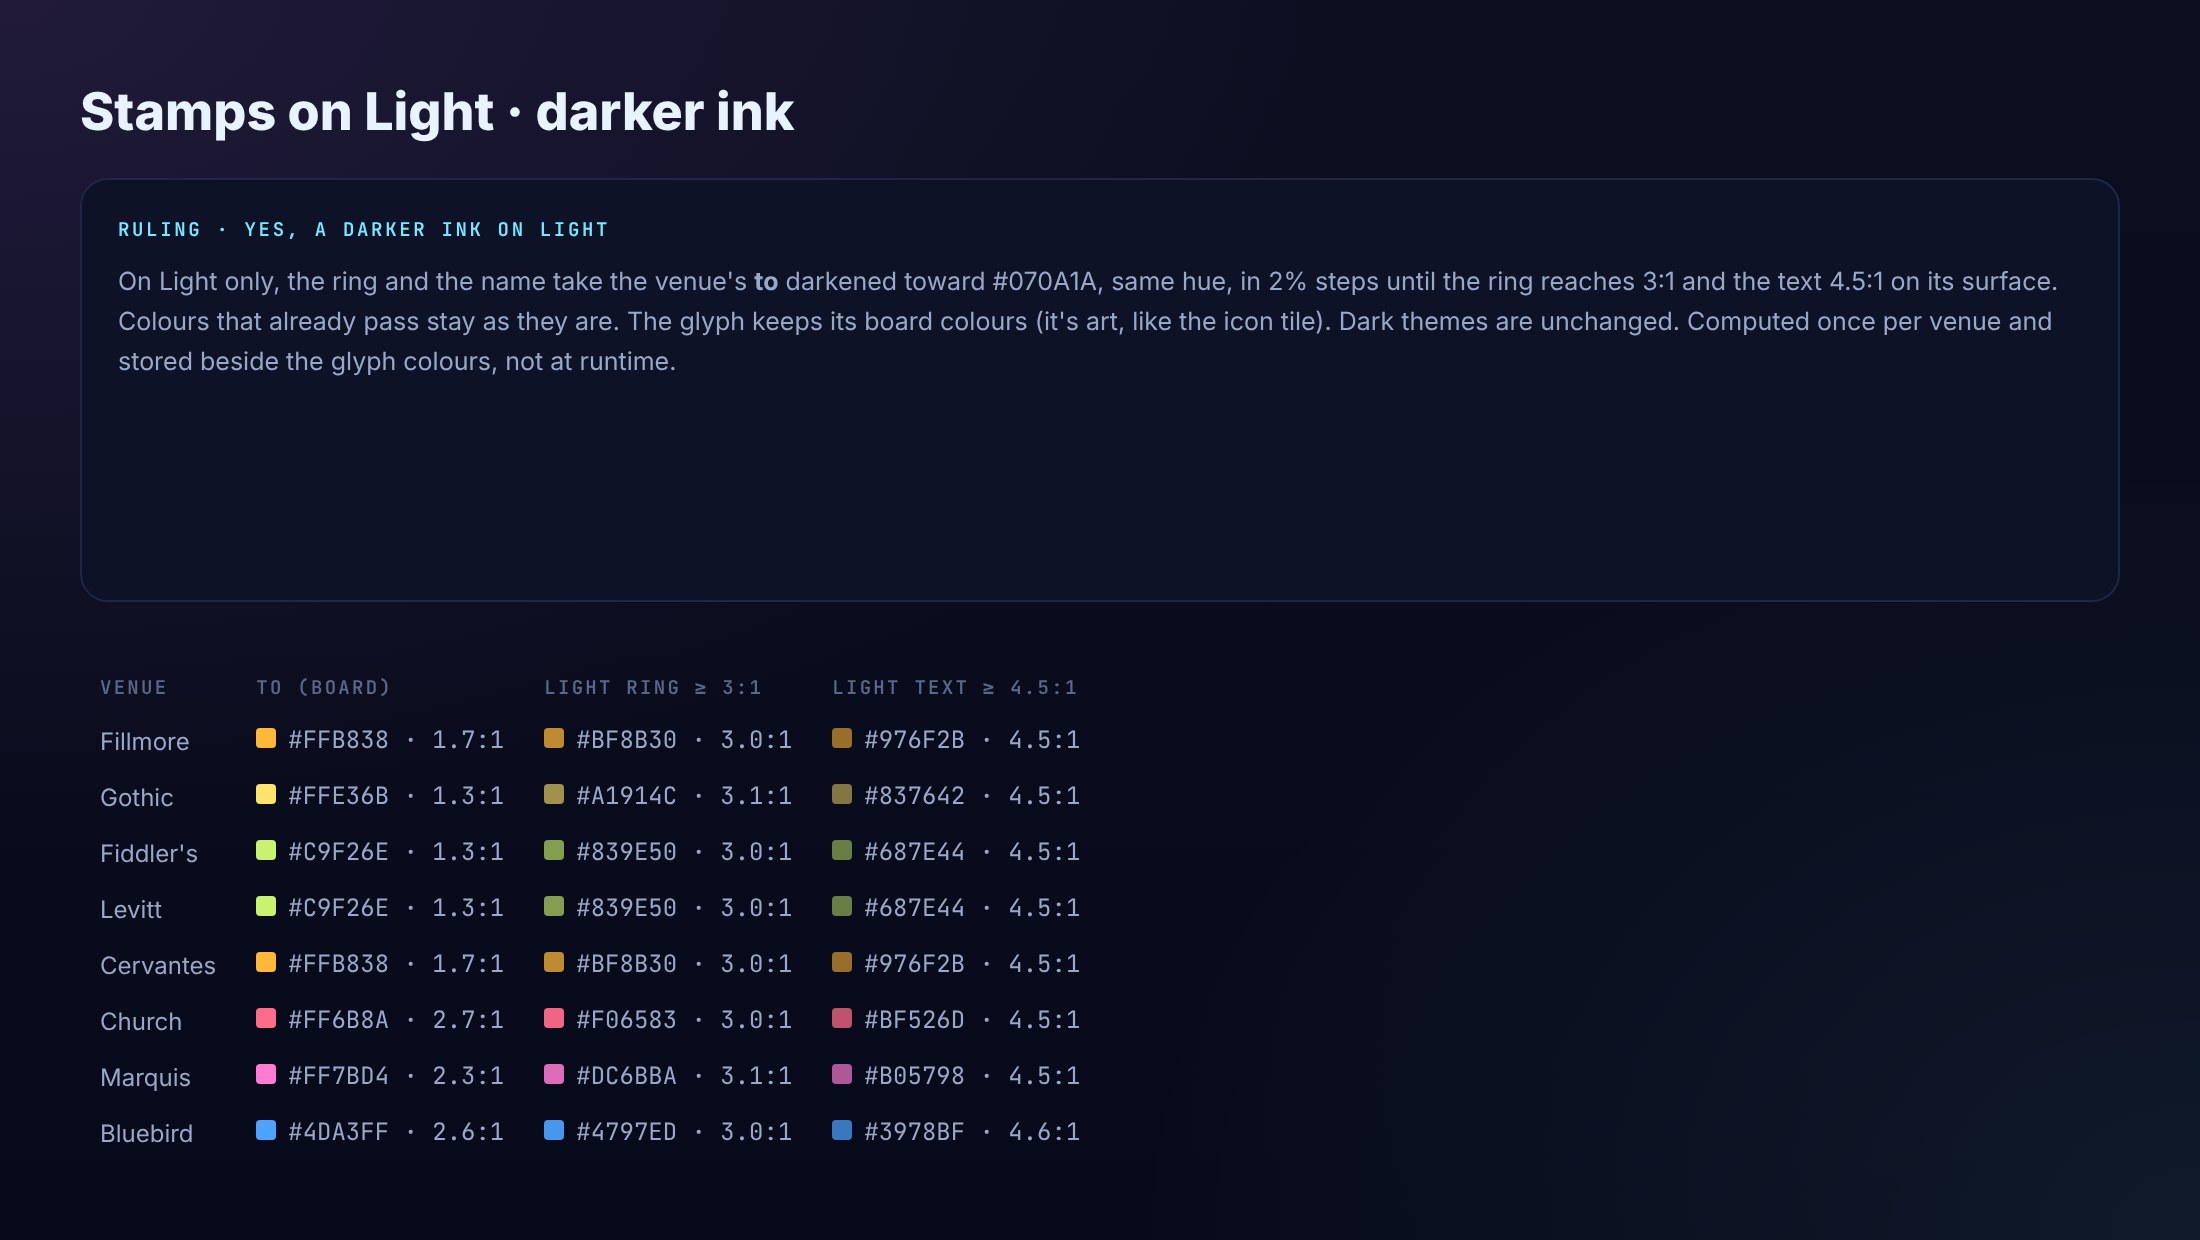 Stamps on Light · darker ink
RULING · YES, A DARKER INK ON LIGHT
On Light only, the ring and the name take the venue's to darkened toward #070A1A, same hue, in 2% steps until the ring reaches 3:1 and the text 4.5:1 on its surface.
Colours that already pass stay as they are. The glyph keeps its board colours (it's art, like the icon tile). Dark themes are unchanged. Computed once per venue and
stored beside the glyph colours, not at runtime.
VENUE TO (BOARD) LIGHT RING ≥ 3:1 LIGHT TEXT ≥ 4.5:1
Fillmore #FFB838 · 1.7:1 #BF8B30 · 3.0:1 #976F2B · 4.5:1
Gothic #FFE36B · 1.3:1 #A1914C · 3.1:1 #837642 · 4.5:1
Fiddler's #C9F26E · 1.3:1 #839E50 · 3.0:1 #687E44 · 4.5:1
Levitt #C9F26E · 1.3:1 #839E50 · 3.0:1 #687E44 · 4.5:1
Cervantes #FFB838 · 1.7:1 #BF8B30 · 3.0:1 #976F2B · 4.5:1
Church #FF6B8A · 2.7:1 #F06583 · 3.0:1 #BF526D · 4.5:1
Marquis #FF7BD4 · 2.3:1 #DC6BBA · 3.1:1 #B05798 · 4.5:1
Bluebird #4DA3FF · 2.6:1 #4797ED · 3.0:1 #3978BF · 4.6:1